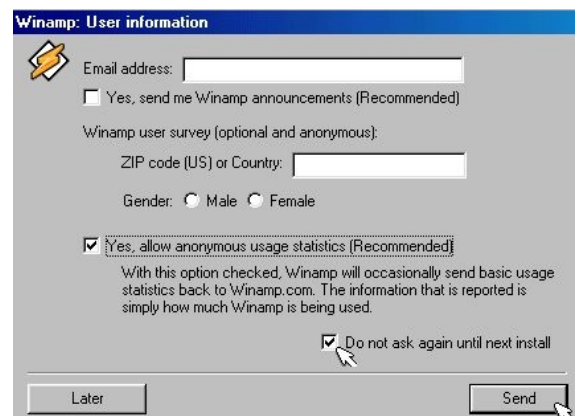 Winamp: User information
Email address:
Yes, send me Winamp announcements (Recommended)
Winamp user survey (optional and anonymous):
ZIP code (US) or Country:
Gender: Male Female
Yes, allow anonymous usage statistics (Recommended)
With this option checked, Winamp will occasionally send basic usage
statistics back to Winamp.com. The information that is reported is
simply how much Winamp is being used.
Do not ask again until next install
Later Send